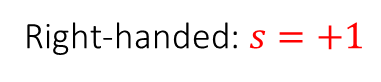 Right-handed: s = +1